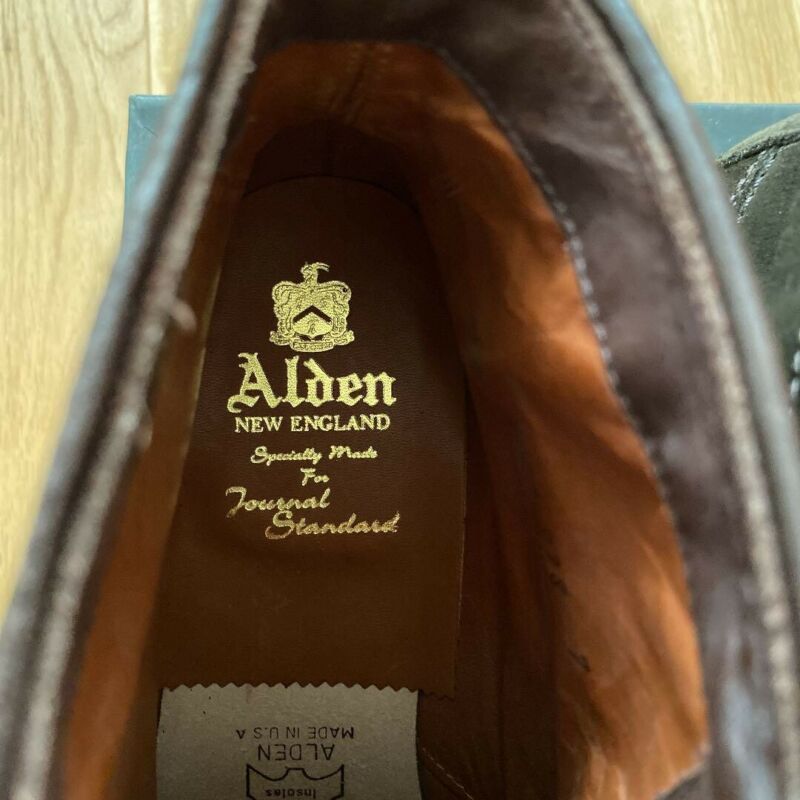 Alden
NEW ENGLAND
Specially Made
For
Journal
Standard
MADE IN U.S A
ALDEN
Insoles